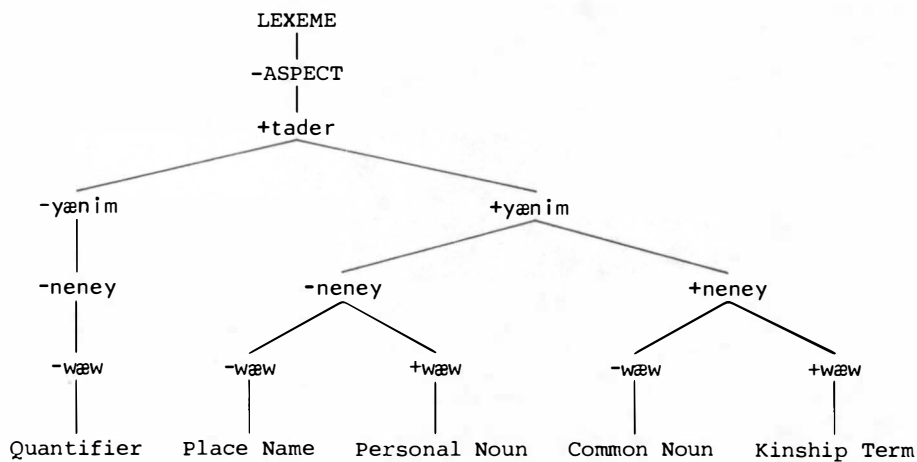 LEXEME
-ASPECT
+tader
-yænim +yænim
-neney -neney +neney
-wæw -wæw +wæw -wæw +wæw
Quantifier Place Name Personal Noun Common Noun Kinship Term